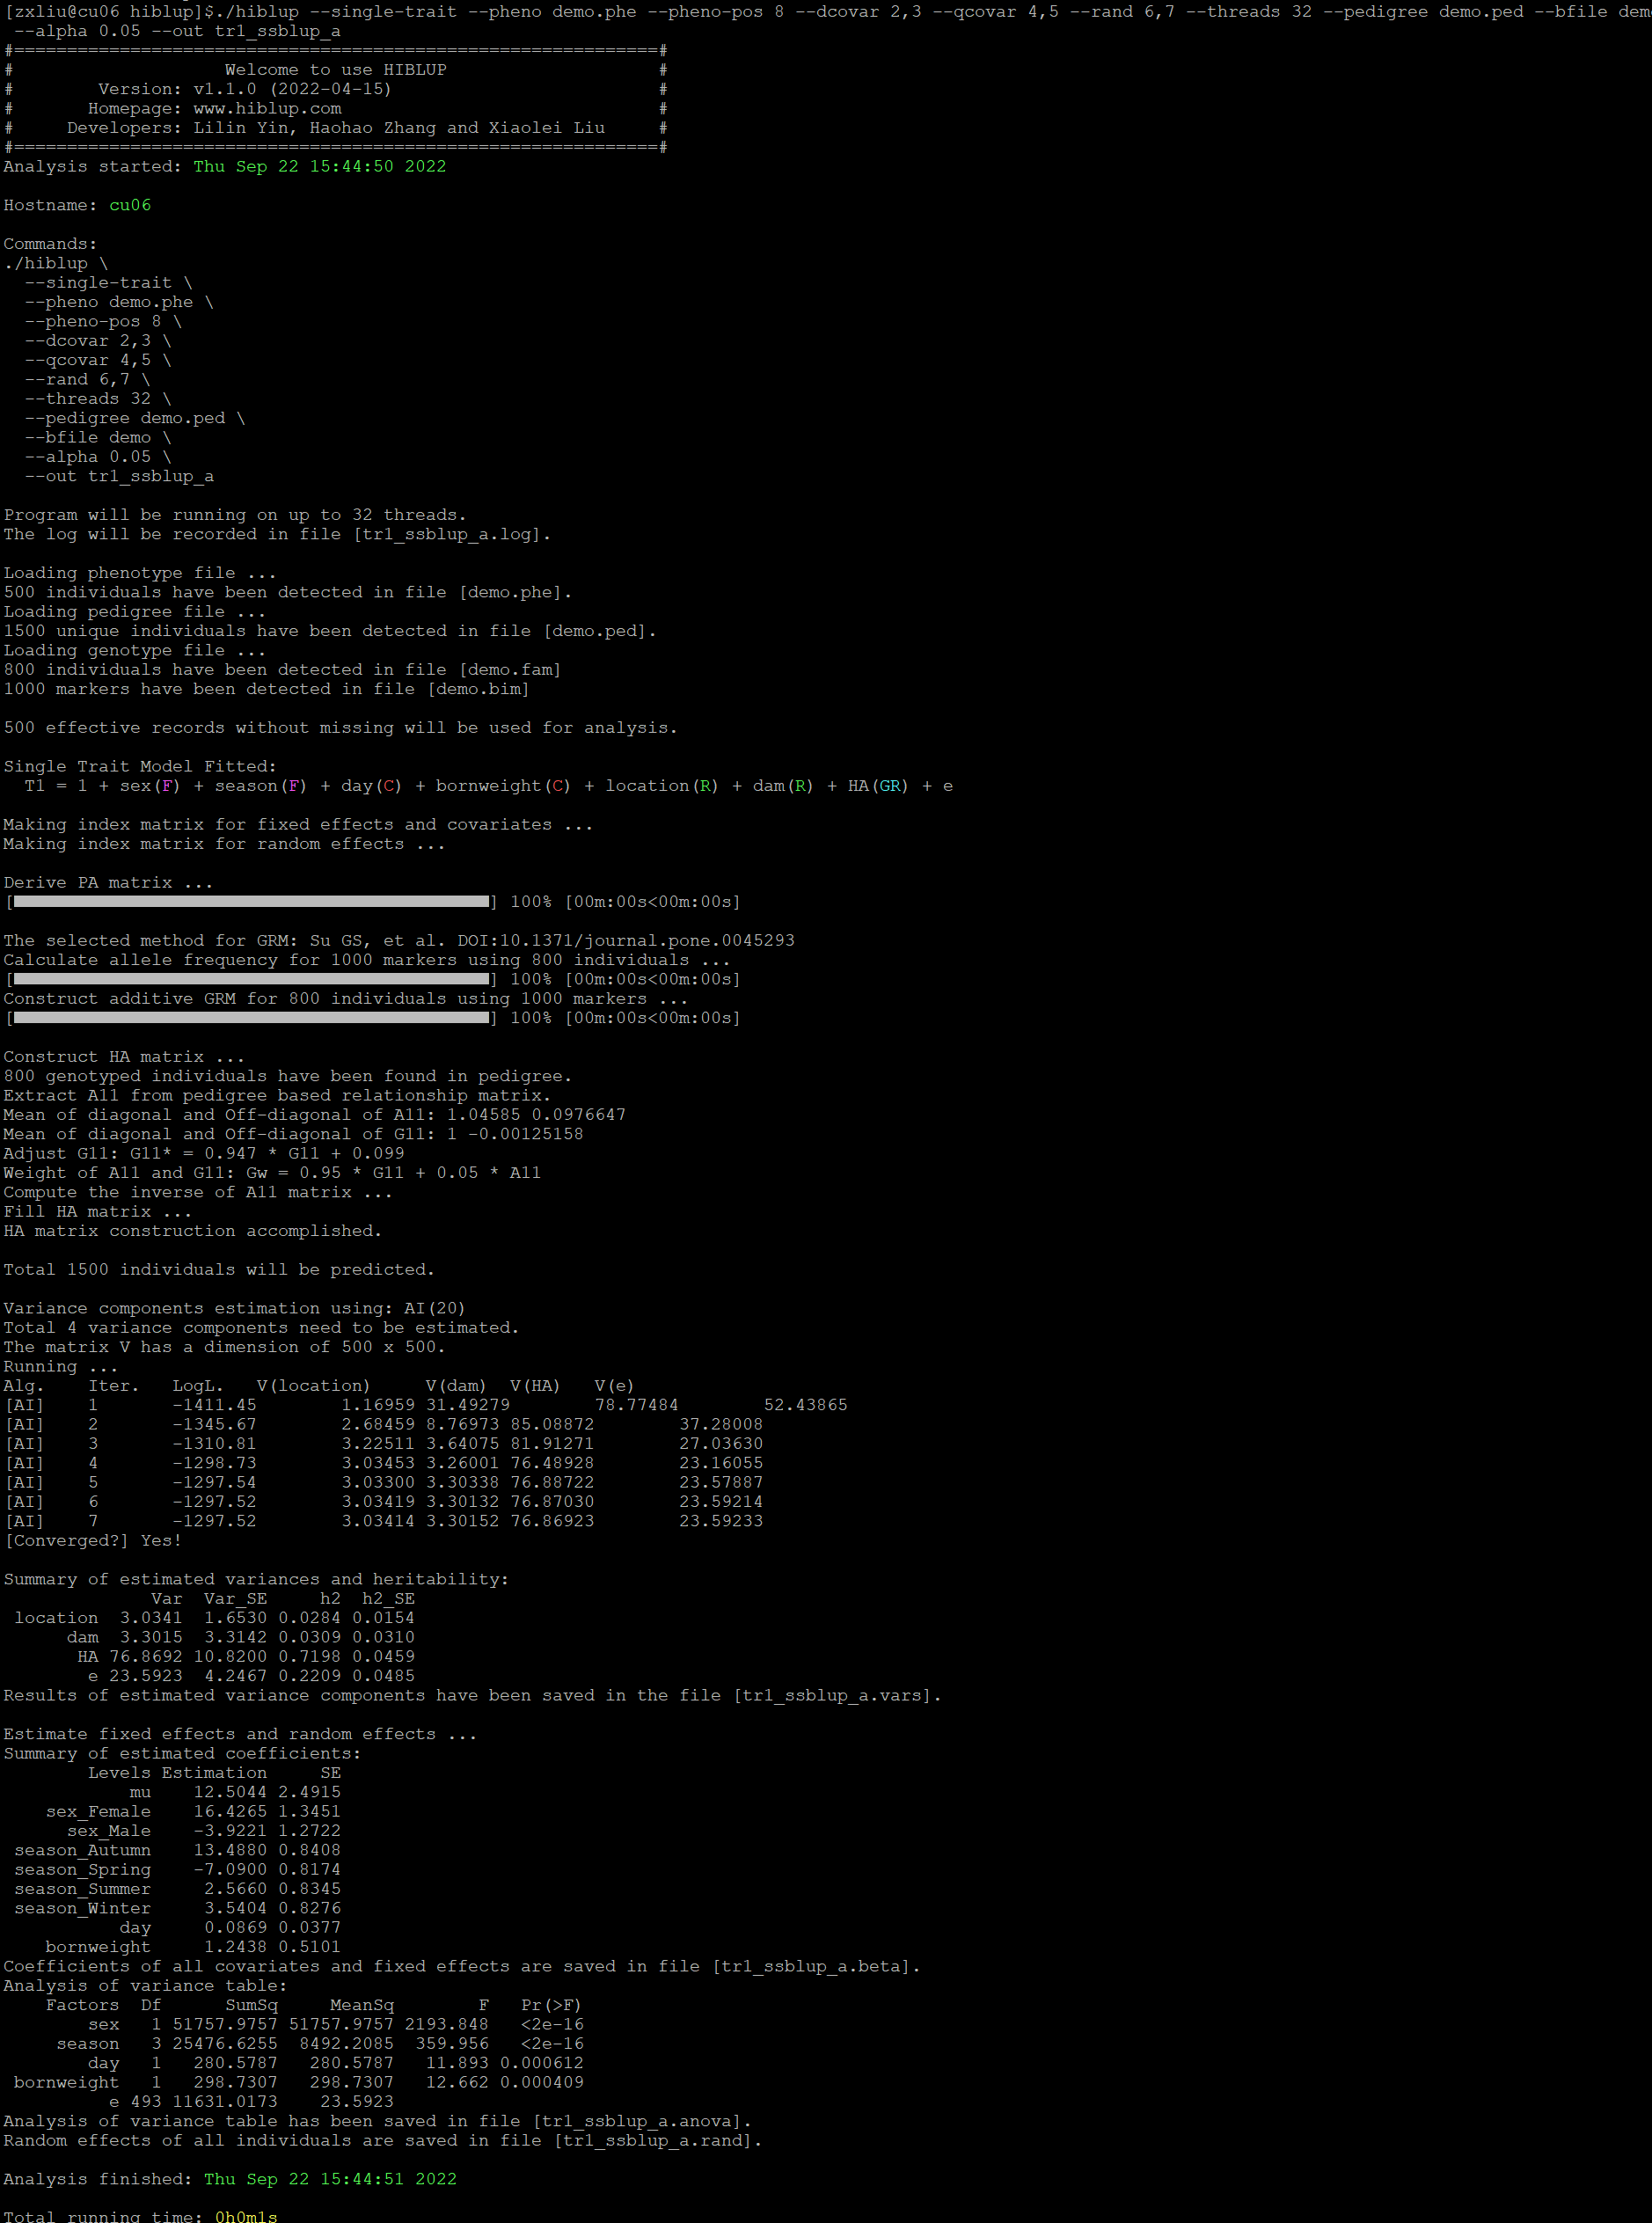 [zxliu@cu06 hiblup]$./hiblup --single-trait --pheno demo.phe --pheno-pos 8 --dcovar 2,3 --qcovar 4,5 --rand 6,7 --threads 32 --pedigree demo.ped --bfile dem
--alpha 0.05 --out tr1_ssblup_a
#=============================================================#
# Welcome to use HIBLUP #
# Version: v1.1.0 (2022-04-15) #
# Homepage: www.hiblup.com #
# Developers: Lilin Yin, Haohao Zhang and Xiaolei Liu #
#=============================================================#
Analysis started: Thu Sep 22 15:44:50 2022
Hostname: cu06
Commands:
./hiblup \
--single-trait \
--pheno demo.phe \
--pheno-pos 8 \
--dcovar 2,3 \
--qcovar 4,5 \
--rand 6,7 \
--threads 32 \
--pedigree demo.ped \
--bfile demo \
--alpha 0.05 \
--out tr1_ssblup_a
Program will be running on up to 32 threads.
The log will be recorded in file [tr1_ssblup_a.log].
Loading phenotype file ...
500 individuals have been detected in file [demo.phe].
Loading pedigree file ...
1500 unique individuals have been detected in file [demo.ped].
Loading genotype file ...
800 individuals have been detected in file [demo.fam]
1000 markers have been detected in file [demo.bim]
500 effective records without missing will be used for analysis.
Single Trait Model Fitted:
T1 = 1 + sex(F) + season(F) + day(C) + bornweight(C) + location(R) + dam(R) + HA(GR) + e
Making index matrix for fixed effects and covariates ...
Making index matrix for random effects ...
Derive PA matrix ...
[ ] 100% [00m:00s<00m:00s]
The selected method for GRM: Su GS, et al. DOI:10.1371/journal.pone.0045293
Calculate allele frequency for 1000 markers using 800 individuals ...
[ ] 100% [00m:00s<00m:00s]
Construct additive GRM for 800 individuals using 1000 markers ...
[ ] 100% [00m:00s<00m:00s]
Construct HA matrix ...
800 genotyped individuals have been found in pedigree.
Extract A11 from pedigree based relationship matrix.
Mean of diagonal and Off-diagonal of A11: 1.04585 0.0976647
Mean of diagonal and Off-diagonal of G11: 1 -0.00125158
Adjust G11: G11* = 0.947 * G11 + 0.099
Weight of A11 and G11: Gw = 0.95 * G11 + 0.05 * A11
Compute the inverse of A11 matrix ...
Fill HA matrix ...
HA matrix construction accomplished.
Total 1500 individuals will be predicted.
Variance components estimation using: AI(20)
Total 4 variance components need to be estimated.
The matrix V has a dimension of 500 x 500.
Running ...
Alg. Iter. LogL. V(location) V(dam) V(HA) V(e)
[AI] 1 -1411.45 1.16959 31.49279 78.77484 52.43865
[AI] 2 -1345.67 2.68459 8.76973 85.08872 37.28008
[AI] 3 -1310.81 3.22511 3.64075 81.91271 27.03630
[AI] 4 -1298.73 3.03453 3.26001 76.48928 23.16055
[AI] 5 -1297.54 3.03300 3.30338 76.88722 23.57887
[AI] 6 -1297.52 3.03419 3.30132 76.87030 23.59214
[AI] 7 -1297.52 3.03414 3.30152 76.86923 23.59233
[Converged?] Yes!
Summary of estimated variances and heritability:
Var Var_SE h2 h2_SE
location 3.0341 1.6530 0.0284 0.0154
dam 3.3015 3.3142 0.0309 0.0310
HA 76.8692 10.8200 0.7198 0.0459
e 23.5923 4.2467 0.2209 0.0485
Results of estimated variance components have been saved in the file [tr1_ssblup_a.vars].
Estimate fixed effects and random effects ...
Summary of estimated coefficients:
Levels Estimation SE
mu 12.5044 2.4915
sex_Female 16.4265 1.3451
sex_Male -3.9221 1.2722
season_Autumn 13.4880 0.8408
season_Spring -7.0900 0.8174
season_Summer 2.5660 0.8345
season_Winter 3.5404 0.8276
day 0.0869 0.0377
bornweight 1.2438 0.5101
Coefficients of all covariates and fixed effects are saved in file [tr1_ssblup_a.beta].
Analysis of variance table:
Factors Df SumSq MeanSq F Pr(>F)
sex 1 51757.9757 51757.9757 2193.848 <2e-16
season 3 25476.6255 8492.2085 359.956 <2e-16
day 1 280.5787 280.5787 11.893 0.000612
bornweight 1 298.7307 298.7307 12.662 0.000409
e 493 11631.0173 23.5923
Analysis of variance table has been saved in file [tr1_ssblup_a.anova].
Random effects of all individuals are saved in file [tr1_ssblup_a.rand].
Analysis finished: Thu Sep 22 15:44:51 2022
Total running time: 0h0m1s